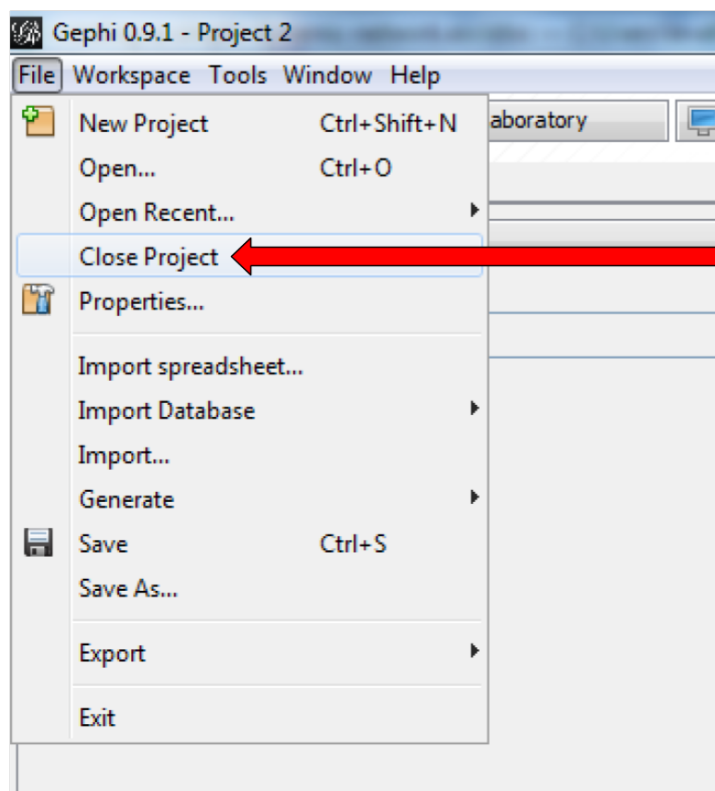 Gephi 0.9.1 - Project 2
File Workspace Tools Window Help
New Project Ctrl+Shift+N
aboratory
Open... Ctrl+O
Open Recent...
Close Project
Properties...
Import spreadsheet...
Import Database
Import...
Generate
Save Ctrl+S
Save As...
Export
Exit